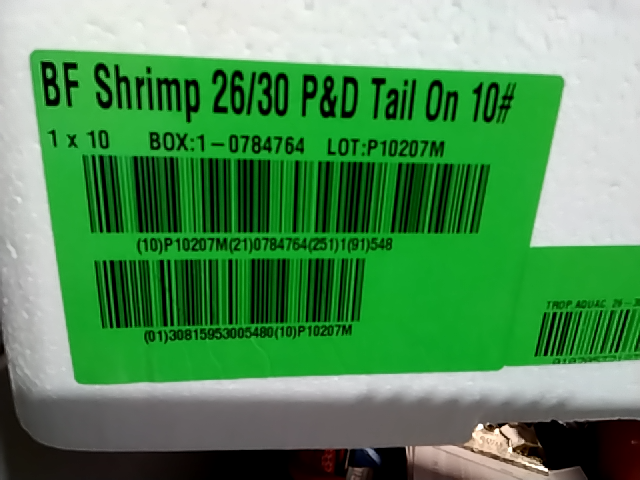 BF Shrimp 26/30 P&D Tail On 10#
1 x 10 BOX:1-0784764 LOT:P10207M
(10)P10207M(21)0784764(251)1(91)548
(01)30815953005480(10)P10207M
TROP AQUAC 26-